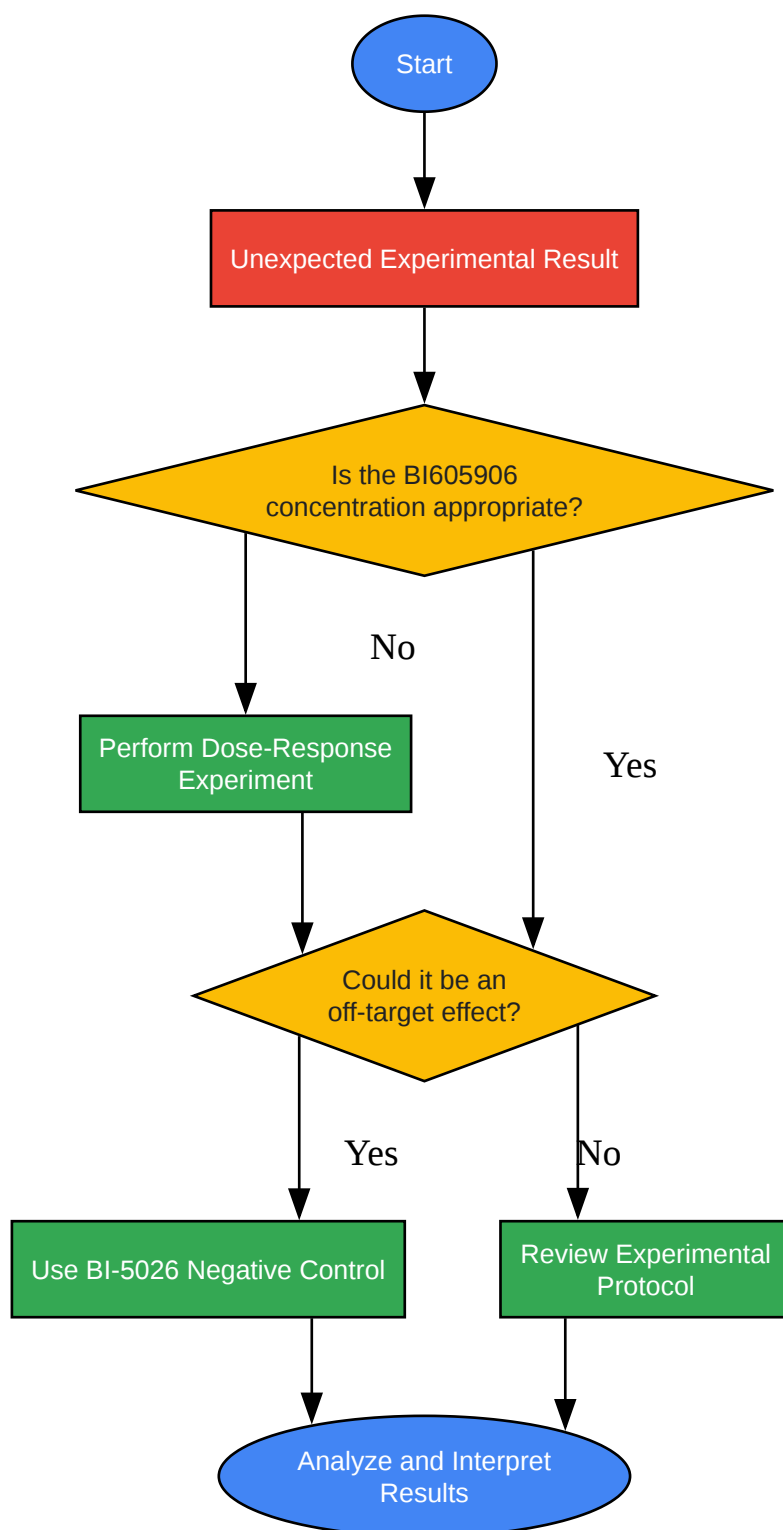 Start
Unexpected Experimental Result
Is the BI605906
concentration appropriate?
No
Perform Dose-Response
Experiment
Yes
Could it be an
off-target effect?
Yes
No
Use BI-5026 Negative Control
Review Experimental
Protocol
Analyze and Interpret
Results